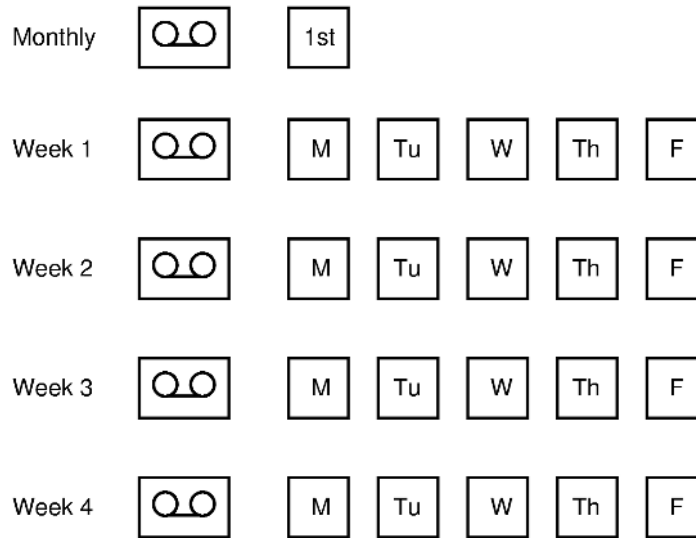 Monthly 1st
Week 1 M Tu W Th F
Week 2 M Tu W Th F
Week 3 M Tu W Th F
Week 4 M Tu W Th F